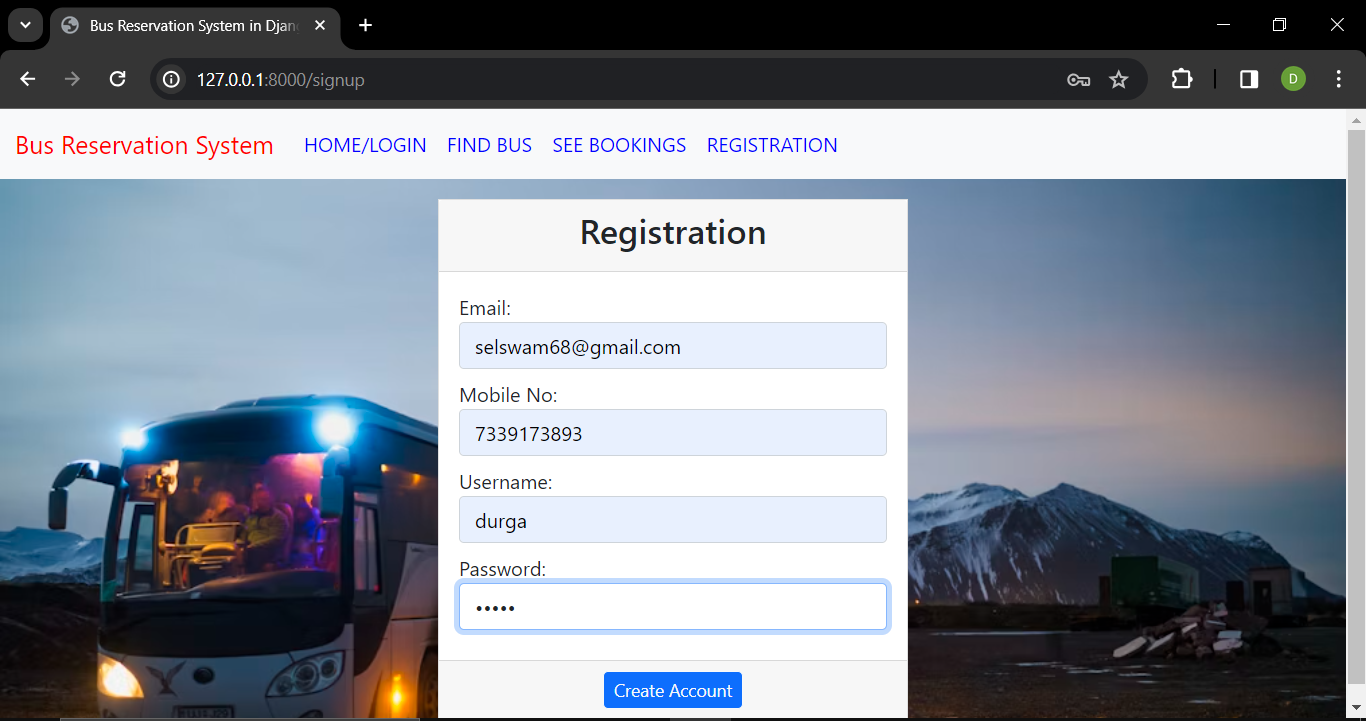 Bus Reservation System in Djan
127.0.0.1:8000/signup
D
Bus Reservation System HOME/LOGIN FIND BUS SEE BOOKINGS REGISTRATION
Registration
Email:
selswam68@gmail.com
Mobile No:
7339173893
Username:
durga
Password:
•••••
Create Account